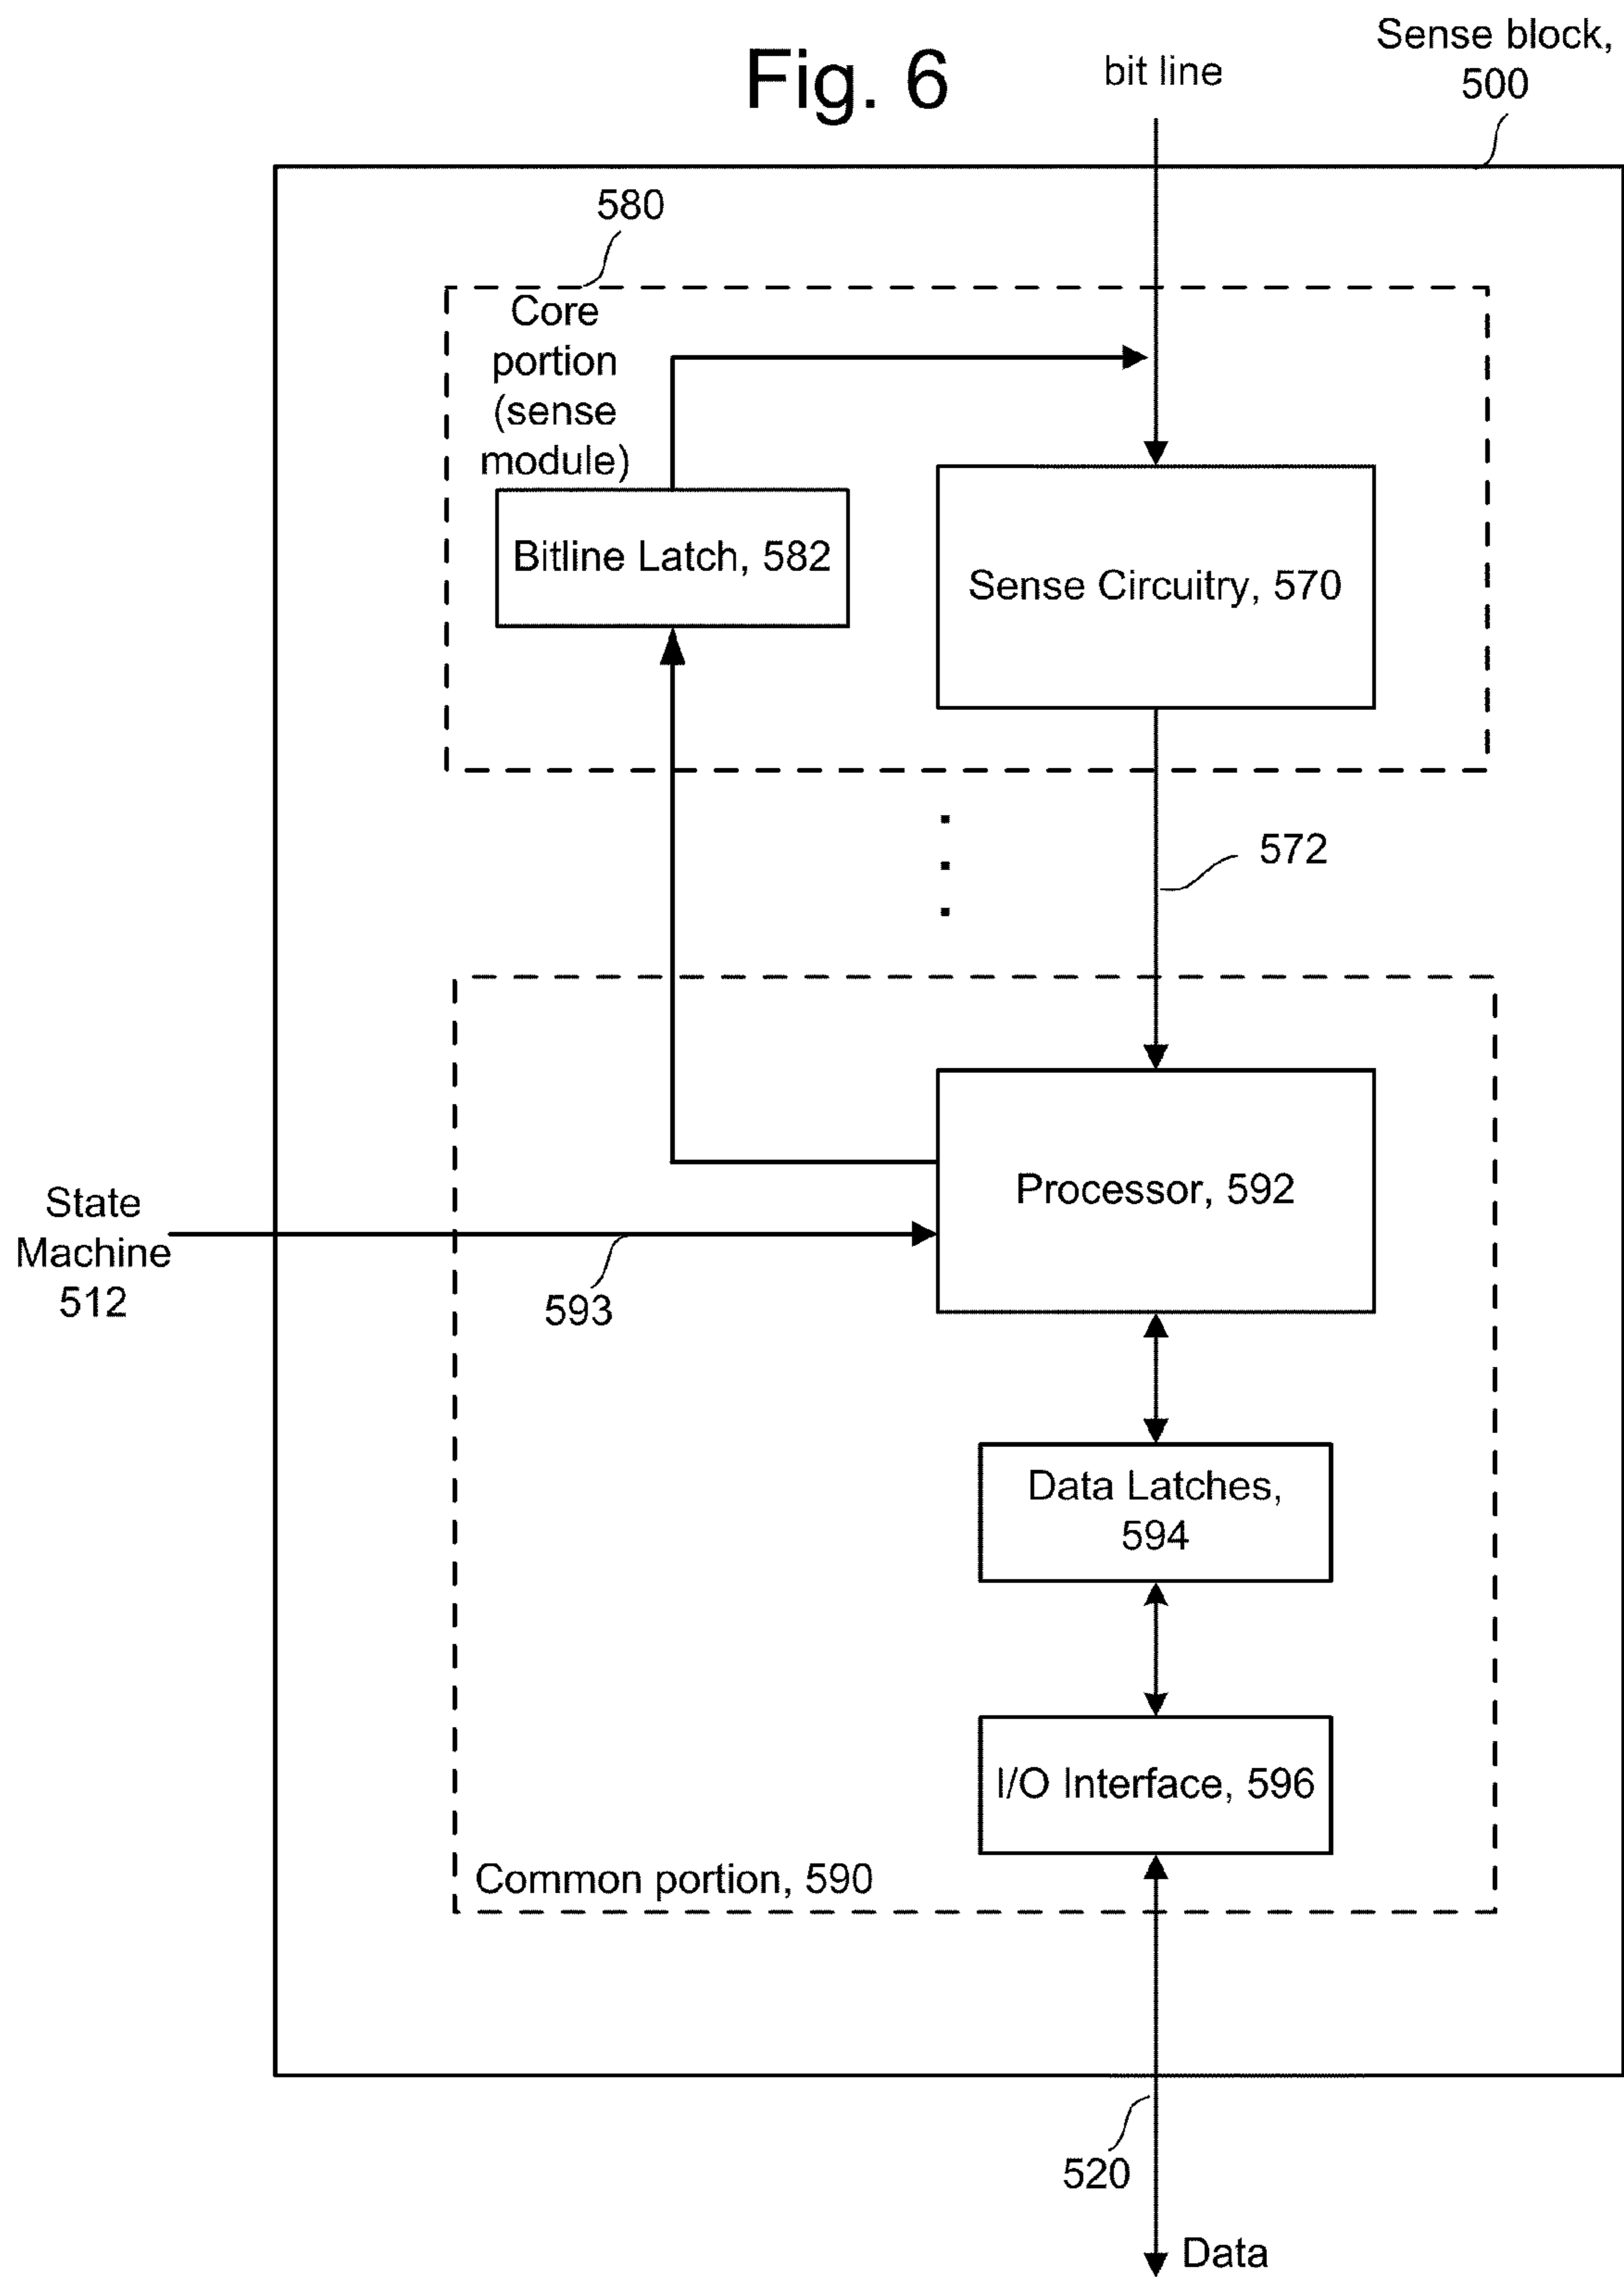 Fig. 6
bit line
Sense block,
500
580
Core
portion
(sense
module)
Bitline Latch, 582
Sense Circuitry, 570
572
Processor, 592
State
Machine
512
593
Data Latches,
594
I/O Interface, 596
Common portion, 590
520
Data